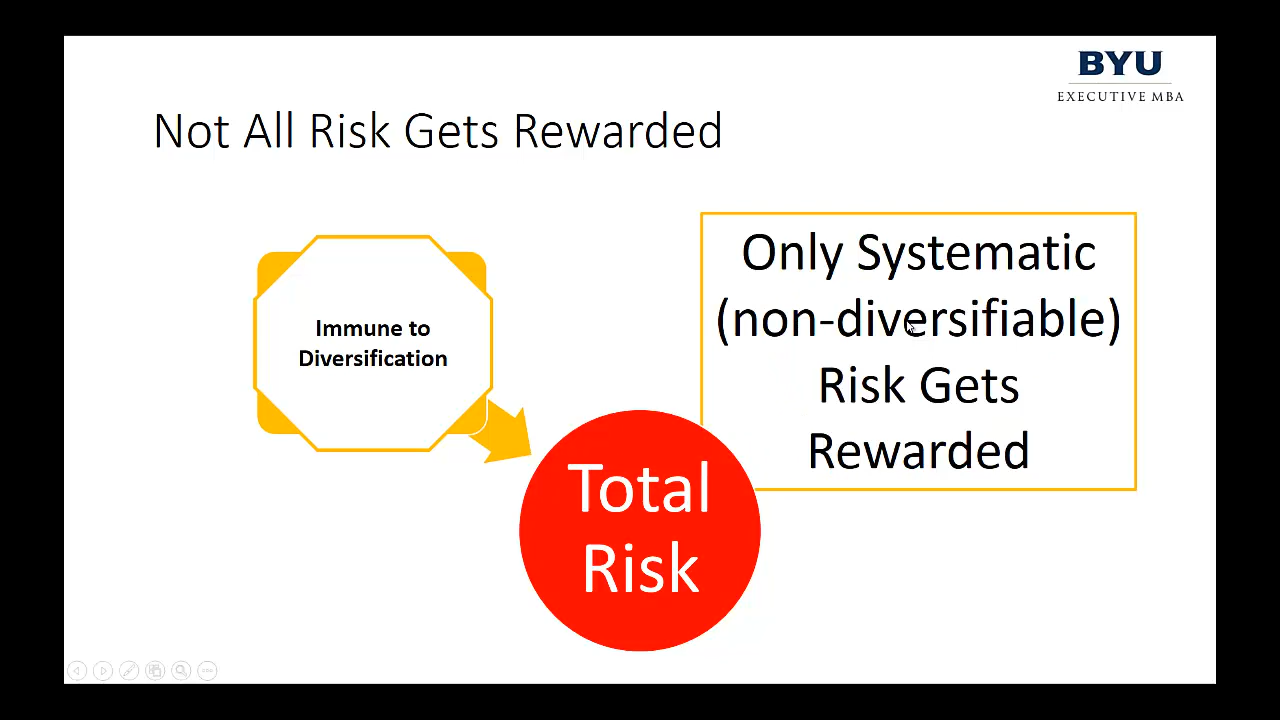 BYU
EXECUTIVE MBA
Not All Risk Gets Rewarded
Immune to
Diversification
Only Systematic
(non-diversifiable)
Risk Gets
Rewarded
Total
Risk